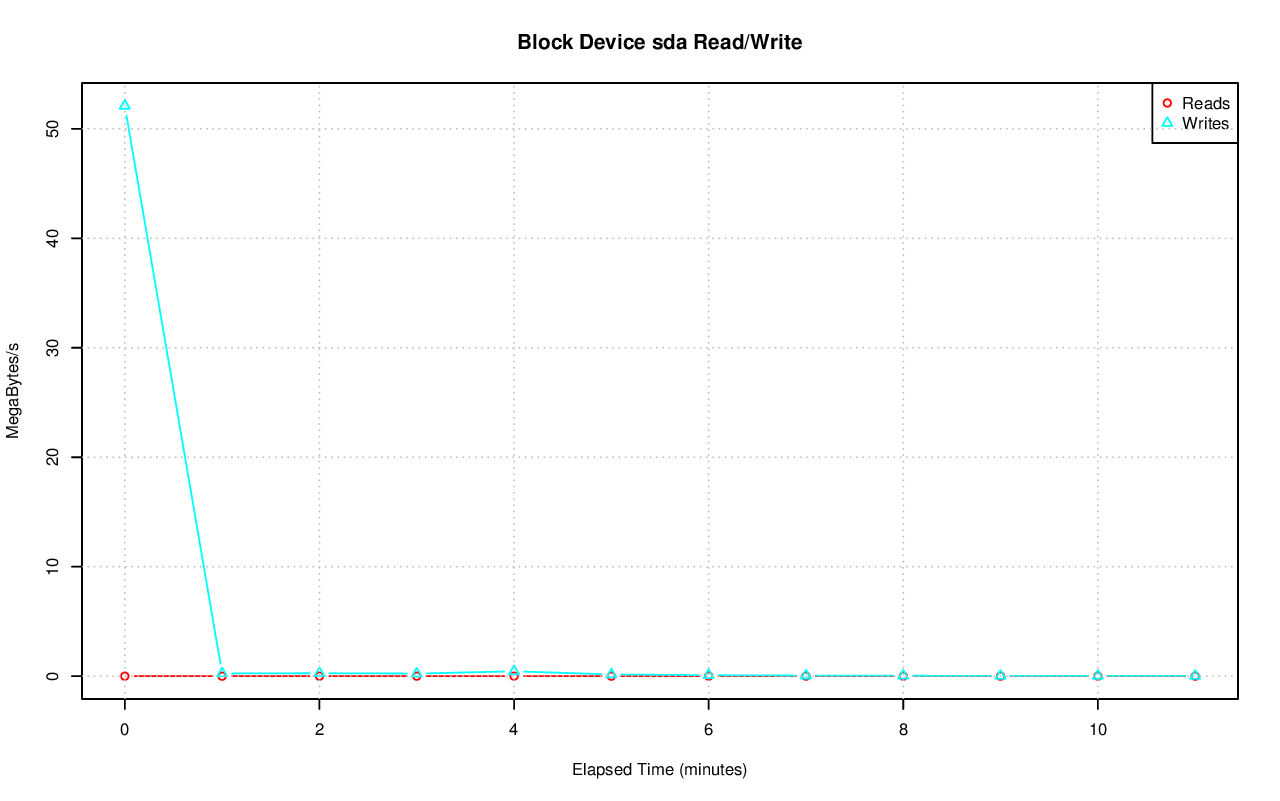 Block Device sda Read/Write
Reads
Writes
MegaBytes/s
50
40
30
20
10
0
0 2 4 6 8 10
Elapsed Time (minutes)